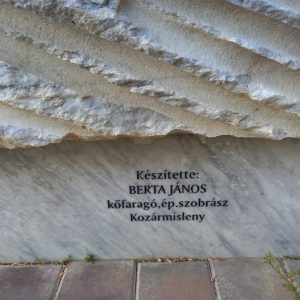 Készítette:
BERTA JÁNOS
kőfaragó,ép.szobrász
Kozármisleny